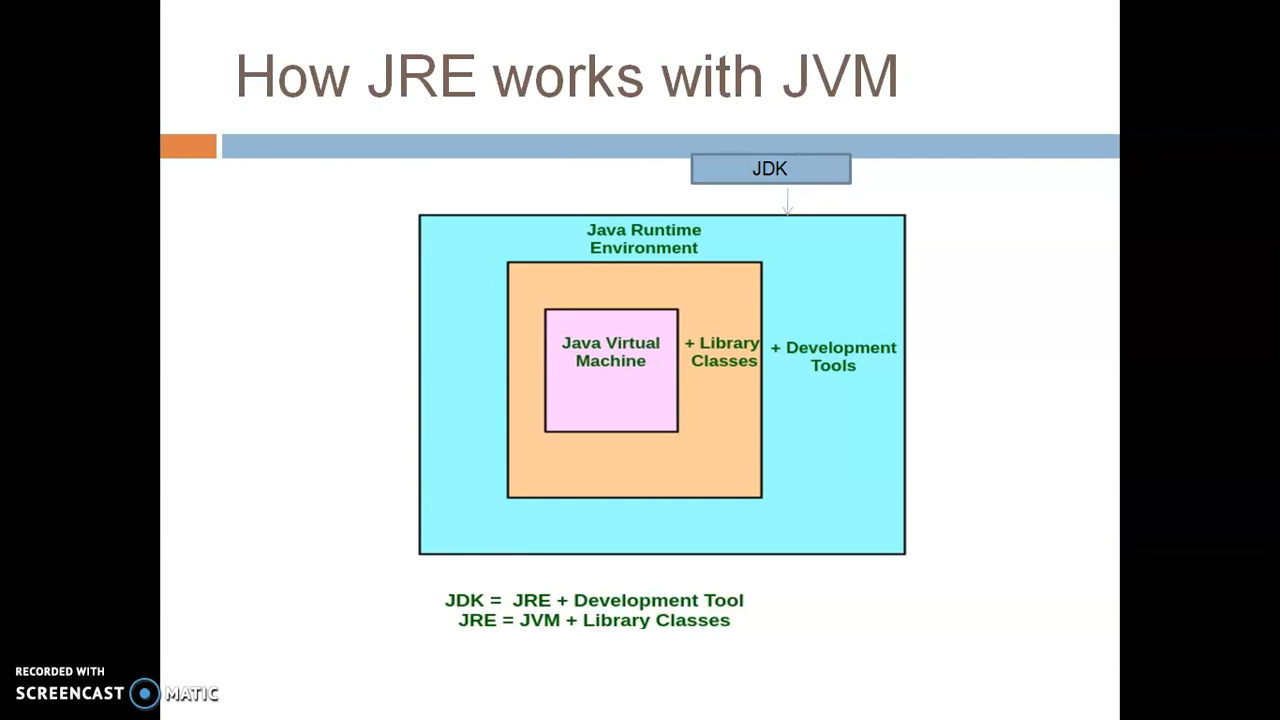 How JRE works with JVM
JDK
Java Runtime
Environment
Java Virtual
Machine
+ Library
Classes
+ Development
Tools
JDK = JRE + Development Tool
JRE = JVM + Library Classes
RECORDED WITH
SCREENCAST MATIC